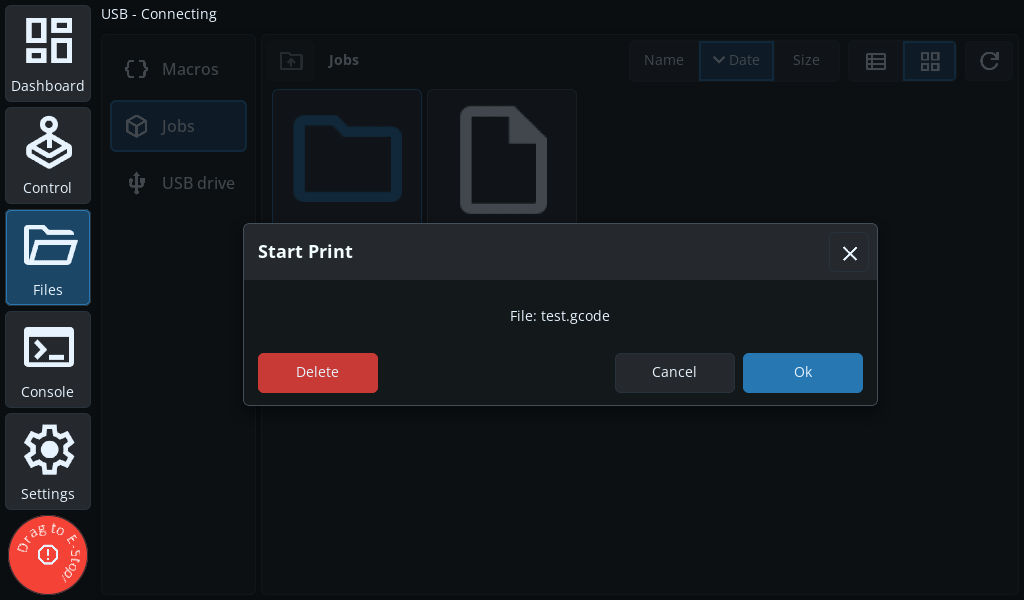 USB - Connecting
Dashboard
Control
Files
Console
Settings
Drag to E-Stop!
Macros
Jobs
USB drive
Jobs
Name
Date
Size
Start Print
File: test.gcode
Delete
Cancel
Ok